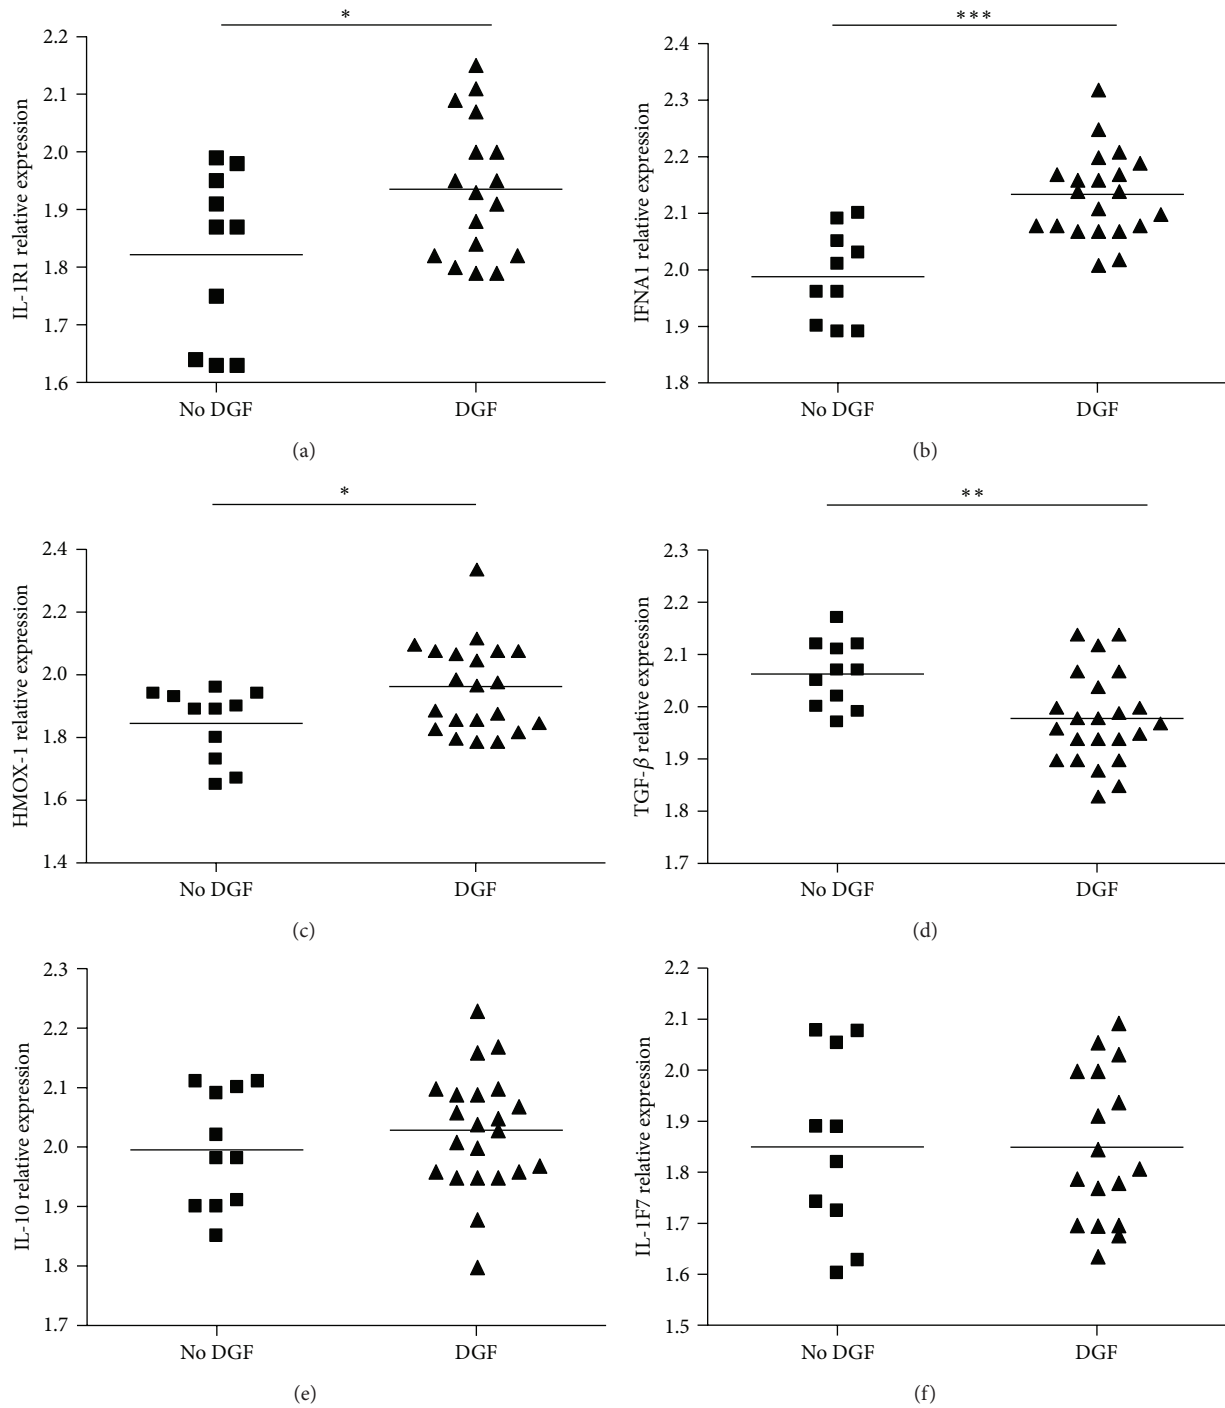 *
2.2
2.1
2.0
1.9
1.8
1.7
1.6
IL-1R1 relative expression
No DGF
DGF
(a)
***
2.4
2.3
2.2
2.1
2.0
1.9
1.8
IFNA1 relative expression
No DGF
DGF
(b)
*
2.4
2.2
2.0
1.8
1.6
1.4
HMOX-1 relative expression
No DGF
DGF
(c)
**
2.3
2.2
2.1
2.0
1.9
1.8
1.7
TGF-β relative expression
No DGF
DGF
(d)
2.3
2.2
2.1
2.0
1.9
1.8
1.7
IL-10 relative expression
No DGF
DGF
(e)
2.2
2.1
2.0
1.9
1.8
1.7
1.6
1.5
IL-1F7 relative expression
No DGF
DGF
(f)